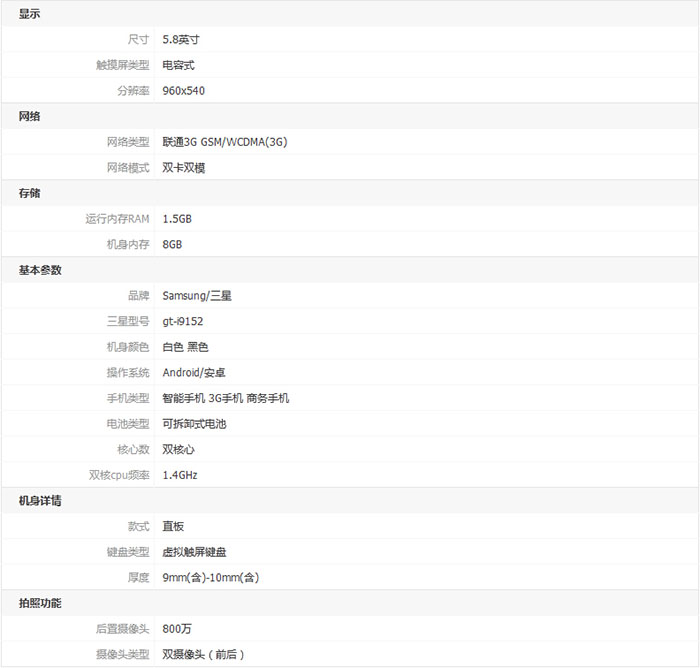 显示
尺寸 5.8英寸
触摸屏类型 电容式
分辨率 960x540
网络
网络类型 联通3G GSM/WCDMA(3G)
网络模式 双卡双模
存储
运行内存RAM 1.5GB
机身内存 8GB
基本参数
品牌 Samsung/三星
三星型号 gt-i9152
机身颜色 白色 黑色
操作系统 Android/安卓
手机类型 智能手机 3G手机 商务手机
电池类型 可拆卸式电池
核心数 双核心
双核cpu频率 1.4GHz
机身详情
款式 直板
键盘类型 虚拟触屏键盘
厚度 9mm(含)-10mm(含)
拍照功能
后置摄像头 800万
摄像头类型 双摄像头（前后）